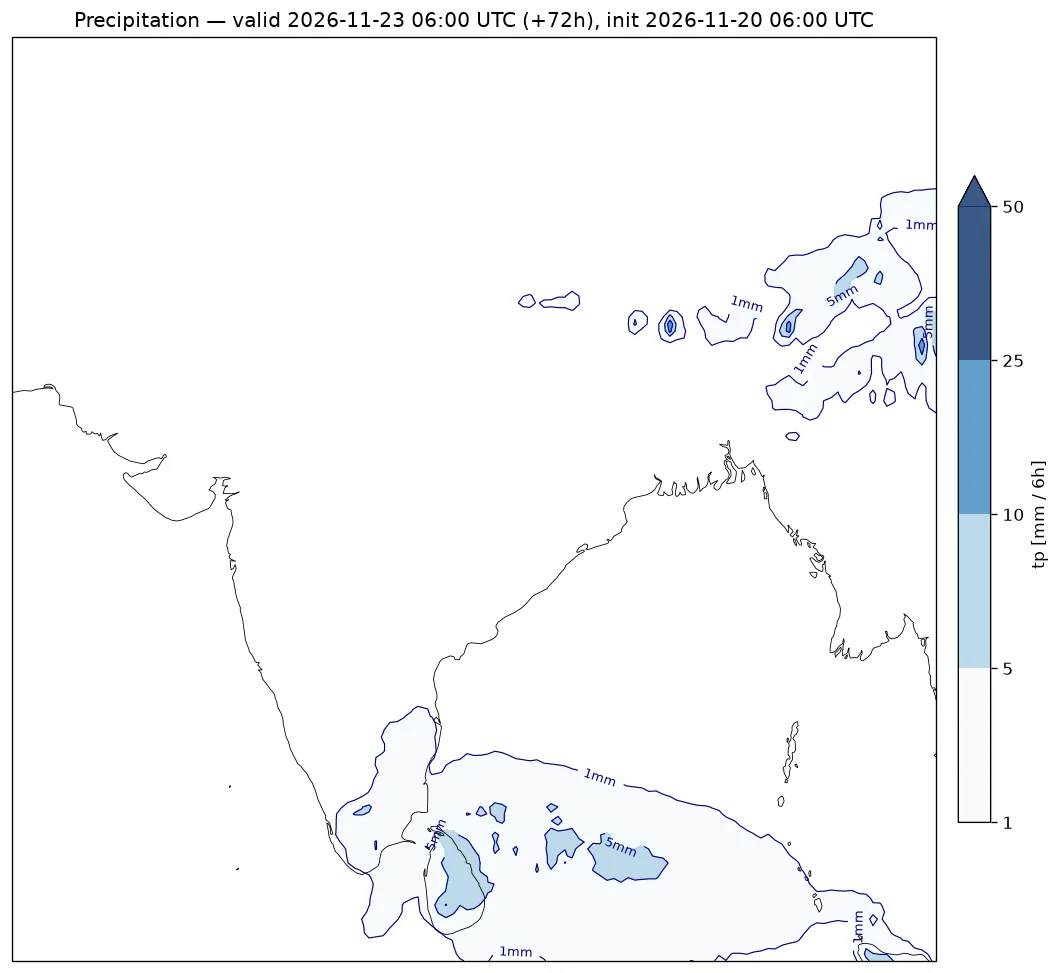 Precipitation — valid 2026-11-23 06:00 UTC (+72h), init 2026-11-20 06:00 UTC
1mm
5mm
1mm
5mm
1mm
1mm
5mm
5mm
1mm
1mm
50
25
10
5
1
tp [mm / 6h]